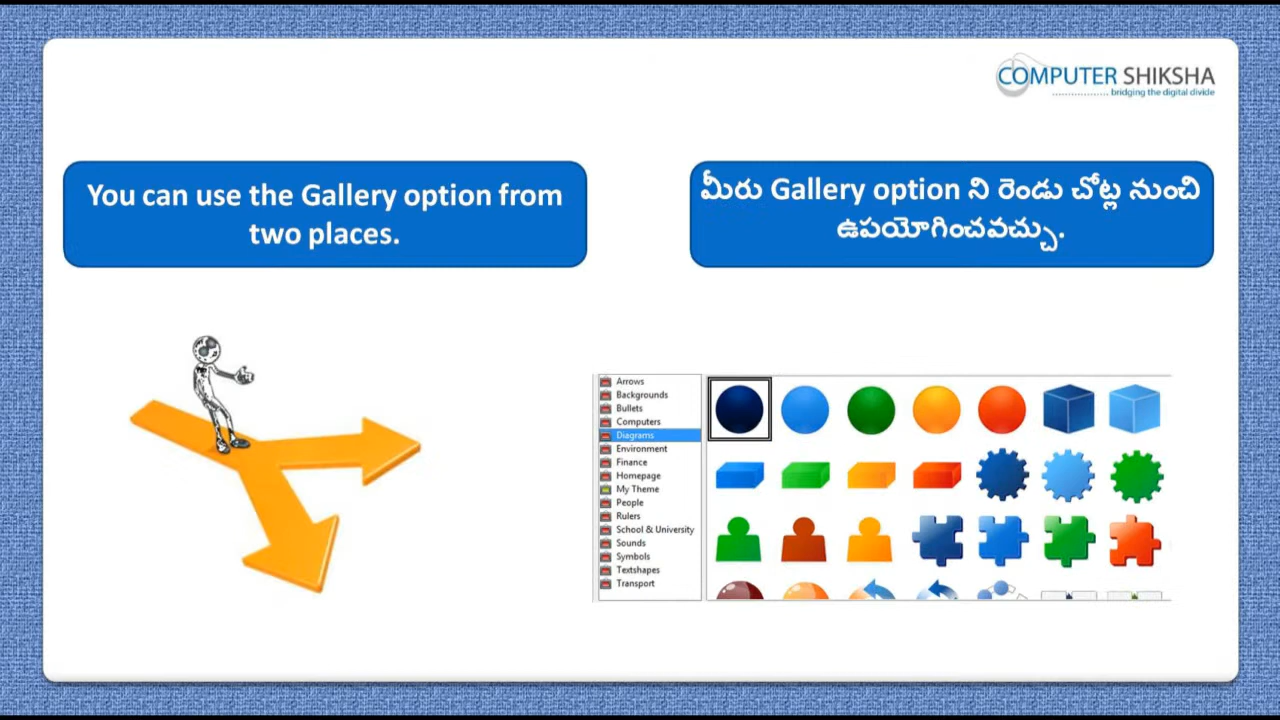 COMPUTER SHIKSHA
bridging the digital divide
You can use the Gallery option from
two places.
మీరు Gallery option ని రెండు చోట్ల నుంచి
ఉపయోగించవచ్చు.
Arrows
Backgrounds
Bullets
Computers
Diagrams
Environment
Finance
Homepage
My Theme
People
Rulers
School & University
Sounds
Symbols
Textshapes
Transport